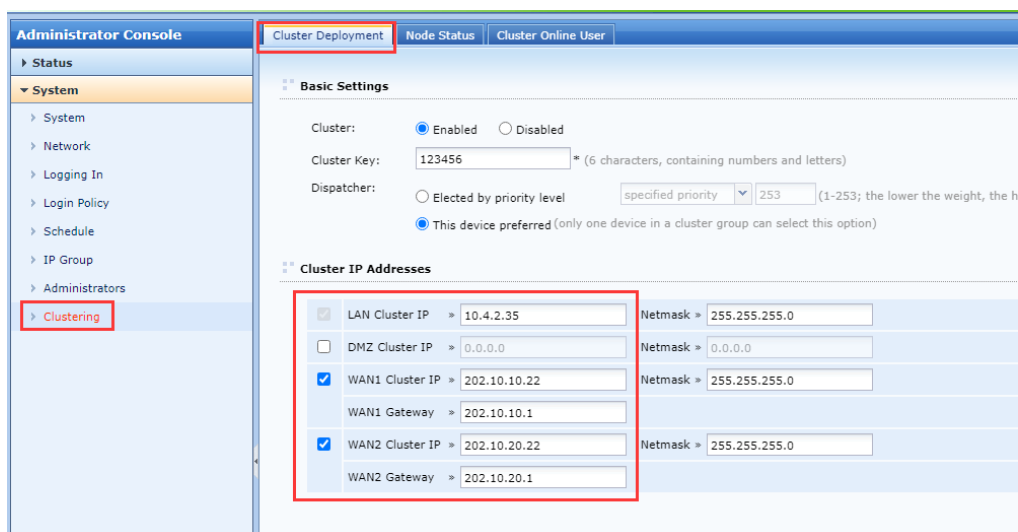 Administrator Console
Cluster Deployment Node Status Cluster Online User
Status
System
System
Network
Logging In
Login Policy
Schedule
IP Group
Administrators
Clustering
Basic Settings
Cluster: Enabled Disabled
Cluster Key: 123456 * (6 characters, containing numbers and letters)
Dispatcher: Elected by priority level specified priority 253 (1-253; the lower the weight, the h
This device preferred (only one device in a cluster group can select this option)
Cluster IP Addresses
LAN Cluster IP » 10.4.2.35 Netmask » 255.255.255.0
DMZ Cluster IP » 0.0.0.0 Netmask » 0.0.0.0
WAN1 Cluster IP » 202.10.10.22 Netmask » 255.255.255.0
WAN1 Gateway » 202.10.10.1
WAN2 Cluster IP » 202.10.20.22 Netmask » 255.255.255.0
WAN2 Gateway » 202.10.20.1